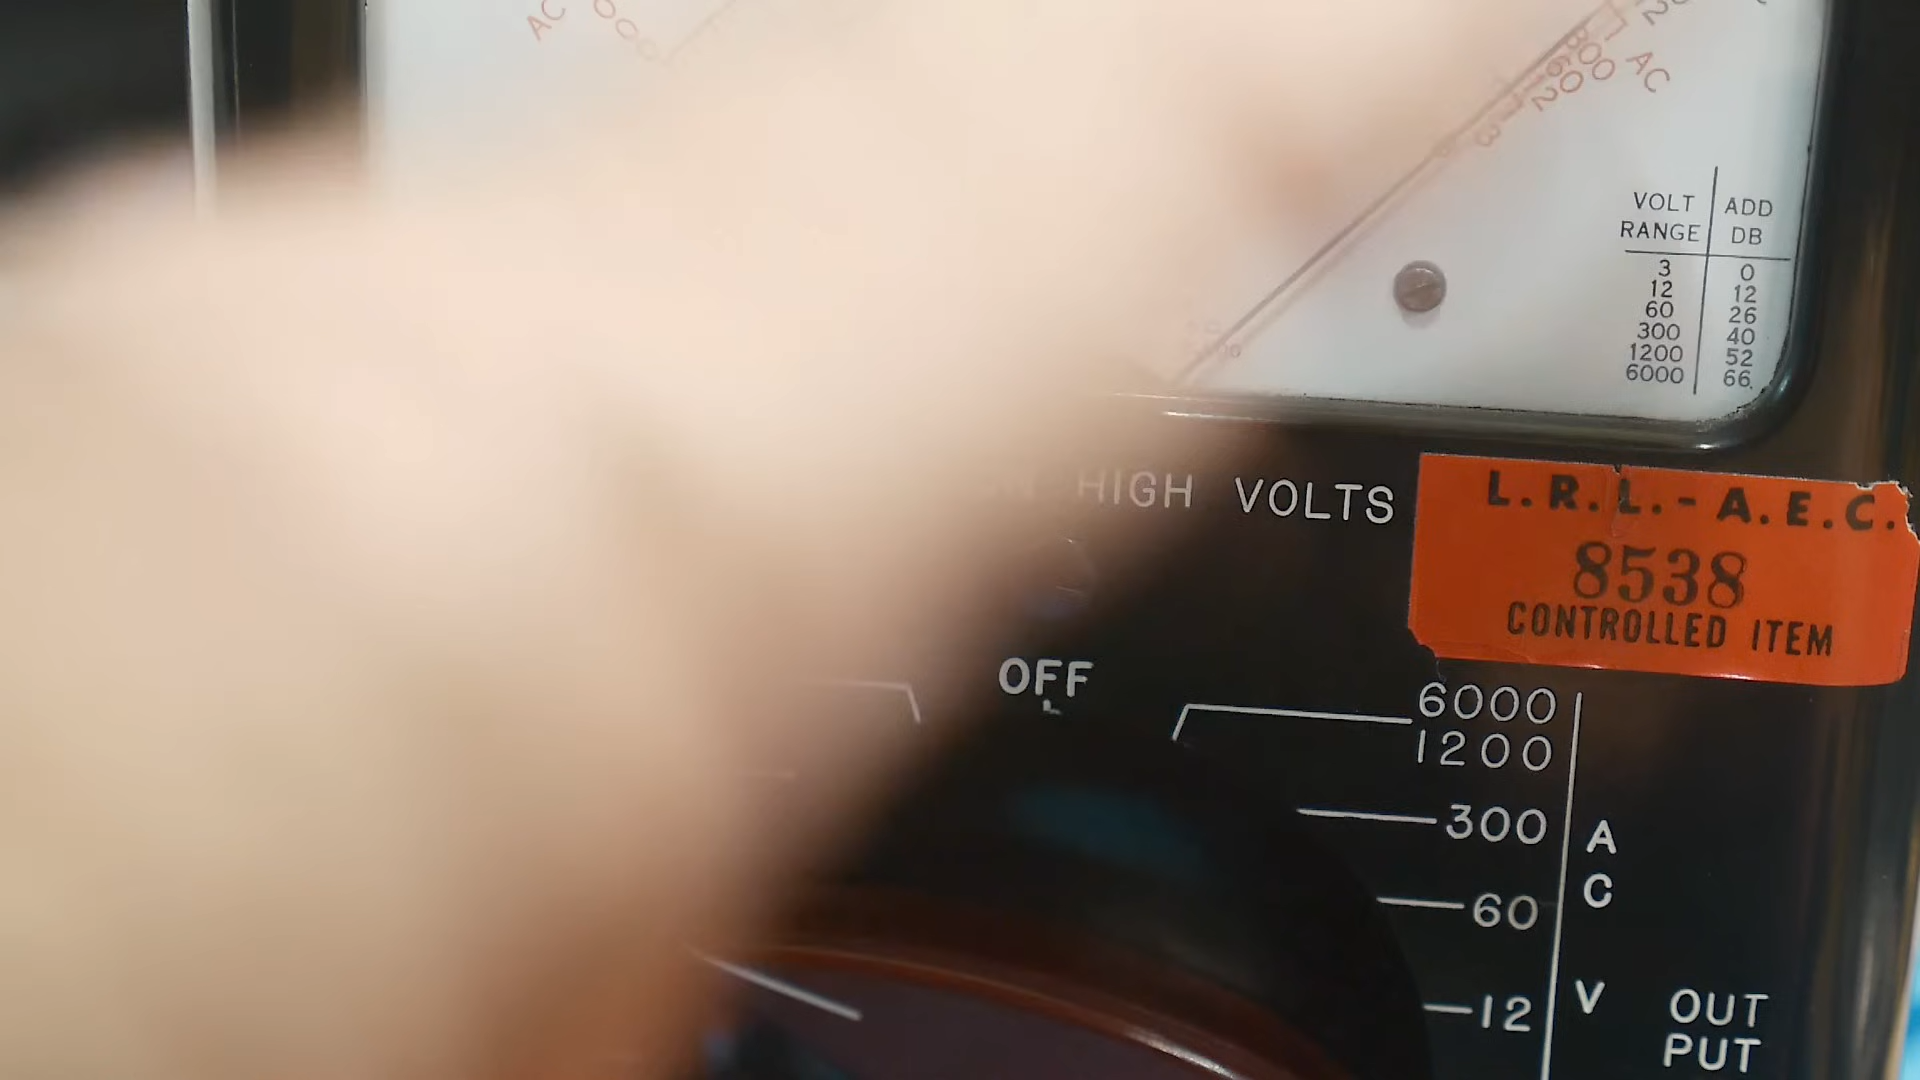 AC
VOLT ADD
RANGE DB
3 0
12 12
60 26
300 40
1200 52
6000 66
HIGH VOLTS
L.R.L.-A.E.C.
8538
CONTROLLED ITEM
OFF
6000
1200
300
60
12
A
C
V
OUT
PUT
AC
800